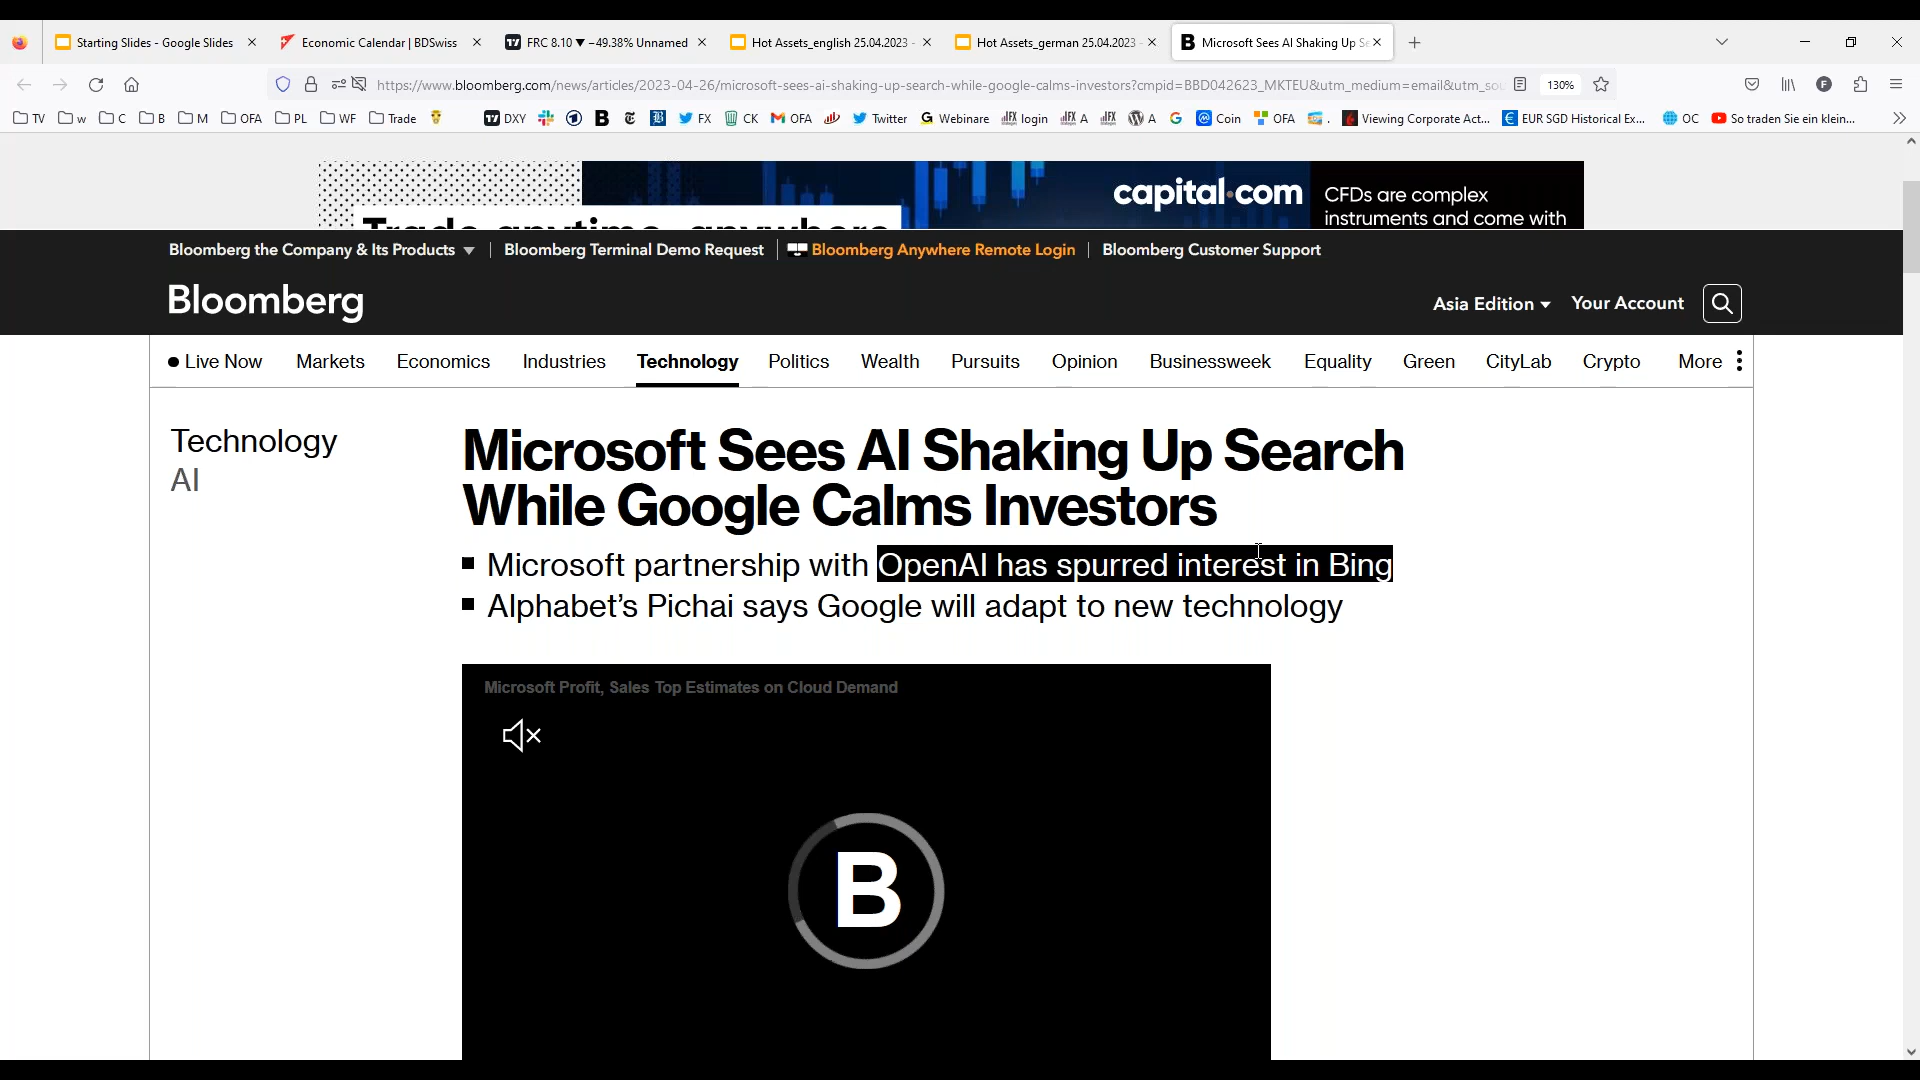 Starting Slides - Google Slides
Economic Calendar | BDSwiss
FRC 8.10 ▼ −49.38% Unnamed
Hot Assets_english 25.04.2023 -
Hot Assets_german 25.04.2023 -
Microsoft Sees AI Shaking Up Se
https://www.bloomberg.com/news/articles/2023-04-26/microsoft-sees-ai-shaking-up-search-while-google-calms-investors?cmpid=BBD042623_MKTEU&utm_medium=email&utm_sou
130%
TV w C B M OFA PL WF Trade DXY B FX CK OFA Twitter Webinare login A W A G Coin OFA . Viewing Corporate Act... EUR SGD Historical Ex... OC So traden Sie ein klein...
Trade anytime, anywhere
capital.com
CFDs are complex
instruments and come with
Bloomberg the Company & Its Products ▼ | Bloomberg Terminal Demo Request | Bloomberg Anywhere Remote Login | Bloomberg Customer Support
Bloomberg
Asia Edition ▾ Your Account
Live Now Markets Economics Industries Technology Politics Wealth Pursuits Opinion Businessweek Equality Green CityLab Crypto More
Technology
AI
Microsoft Sees AI Shaking Up Search
While Google Calms Investors
■ Microsoft partnership with OpenAI has spurred interest in Bing
■ Alphabet's Pichai says Google will adapt to new technology
Microsoft Profit, Sales Top Estimates on Cloud Demand
B